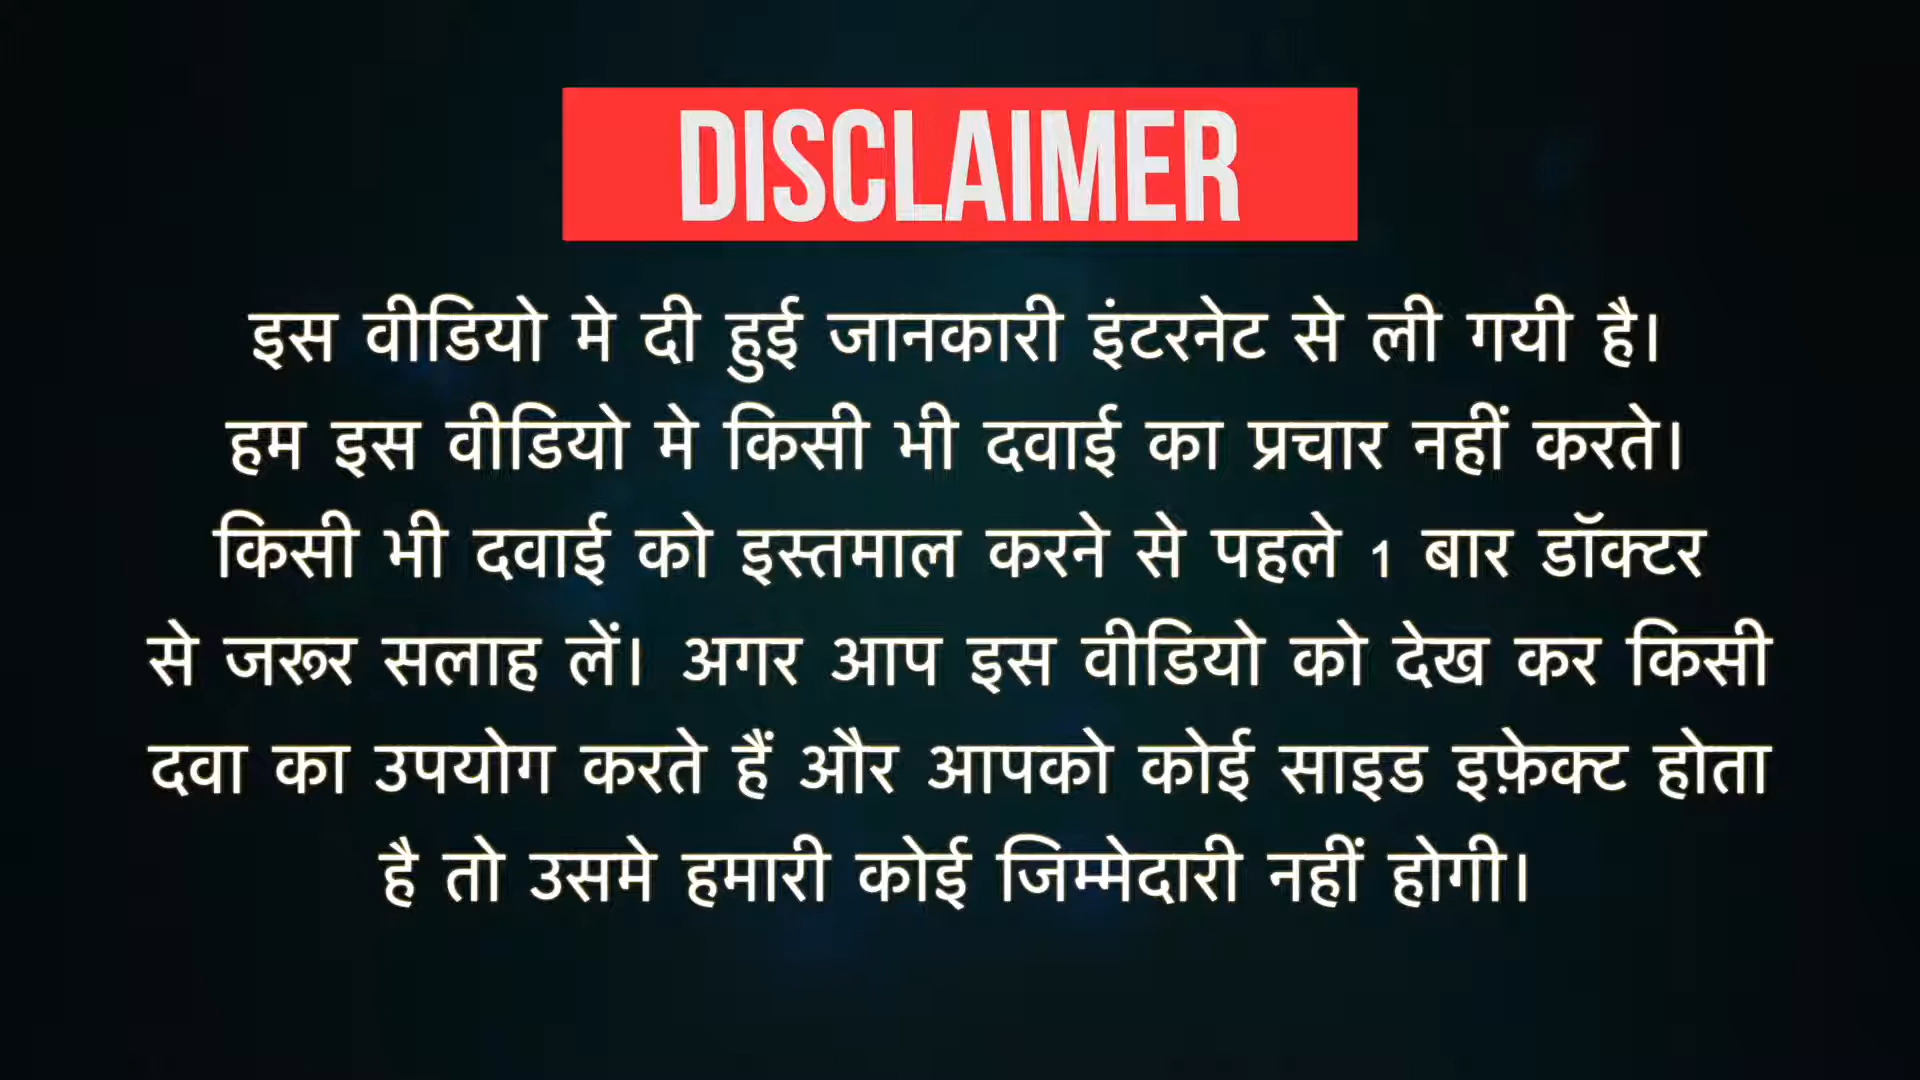 DISCLAIMER
इस वीडियो मे दी हुई जानकारी इंटरनेट से ली गयी है।
हम इस वीडियो मे किसी भी दवाई का प्रचार नहीं करते।
किसी भी दवाई को इस्तमाल करने से पहले 1 बार डॉक्टर
से जरूर सलाह लें। अगर आप इस वीडियो को देख कर किसी
दवा का उपयोग करते हैं और आपको कोई साइड इफ़ेक्ट होता
है तो उसमे हमारी कोई जिम्मेदारी नहीं होगी।